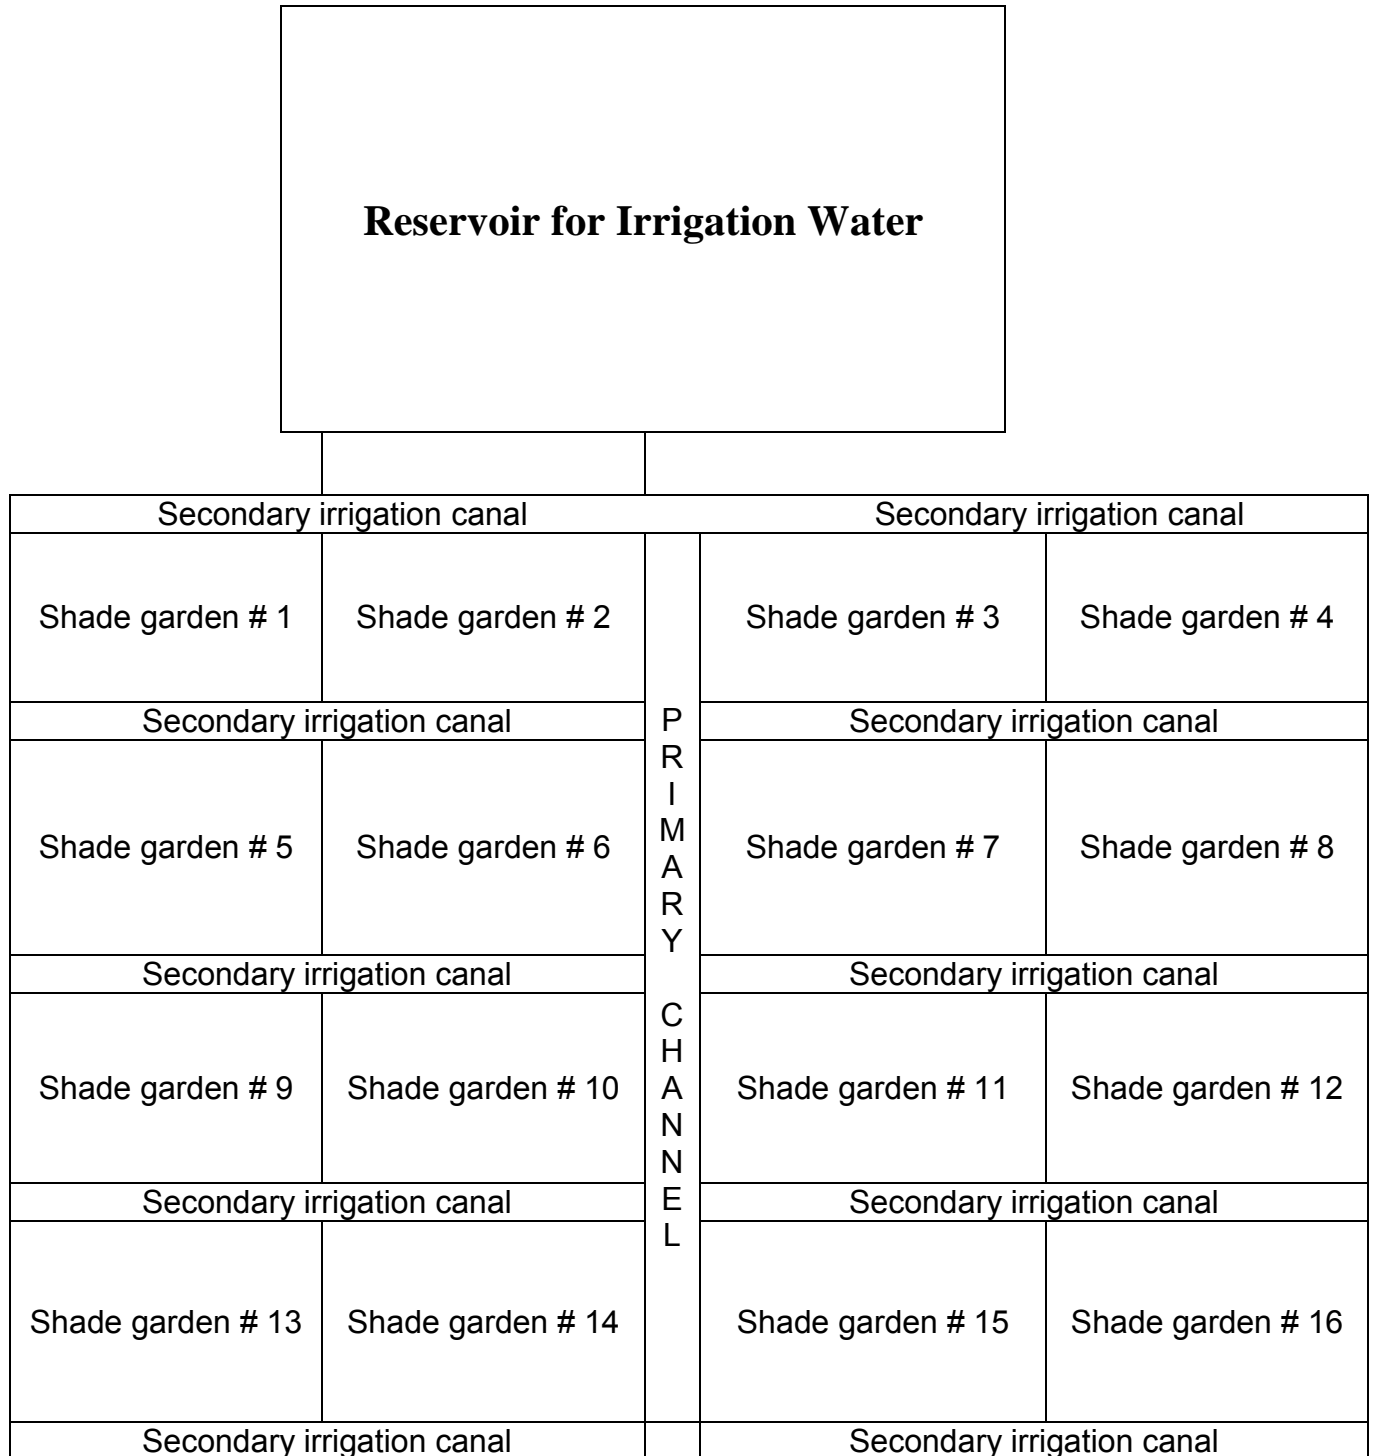 Reservoir for Irrigation Water
Secondary irrigation canal Secondary irrigation canal
Shade garden # 1 Shade garden # 2 Shade garden # 3 Shade garden # 4
Secondary irrigation canal Secondary irrigation canal
Shade garden # 5 Shade garden # 6 Shade garden # 7 Shade garden # 8
Secondary irrigation canal Secondary irrigation canal
Shade garden # 9 Shade garden # 10 Shade garden # 11 Shade garden # 12
Secondary irrigation canal Secondary irrigation canal
Shade garden # 13 Shade garden # 14 Shade garden # 15 Shade garden # 16
Secondary irrigation canal Secondary irrigation canal
PRIMARY CHANNEL